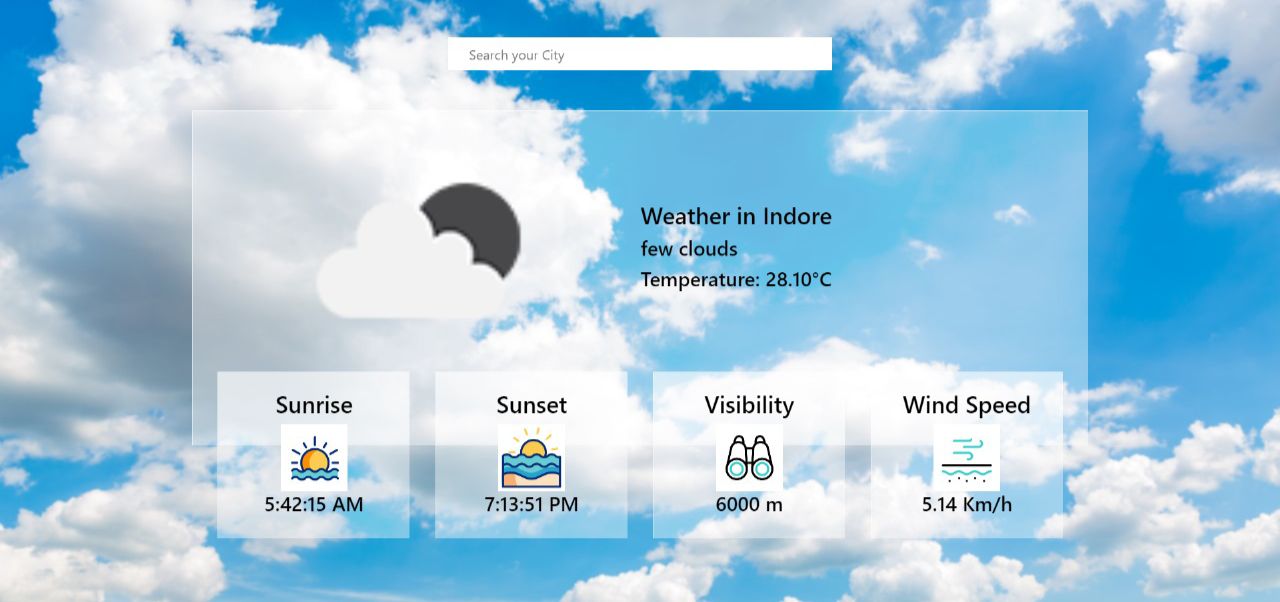 Search your City
Weather in Indore
few clouds
Temperature: 28.10°C
Sunrise
5:42:15 AM
Sunset
7:13:51 PM
Visibility
6000 m
Wind Speed
5.14 Km/h